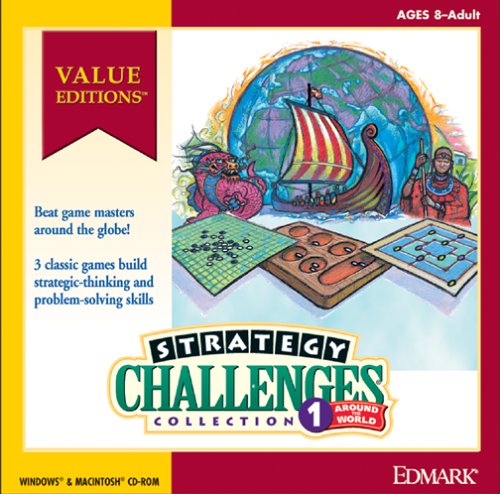 AGES 8–Adult
VALUE
EDITIONS™
Beat game masters
around the globe!
3 classic games build
strategic-thinking and
problem-solving skills
STRATEGY
CHALLENGES
COLLECTION 1 AROUND THE WORLD
WINDOWS® & MACINTOSH® CD-ROM
EDMARK®